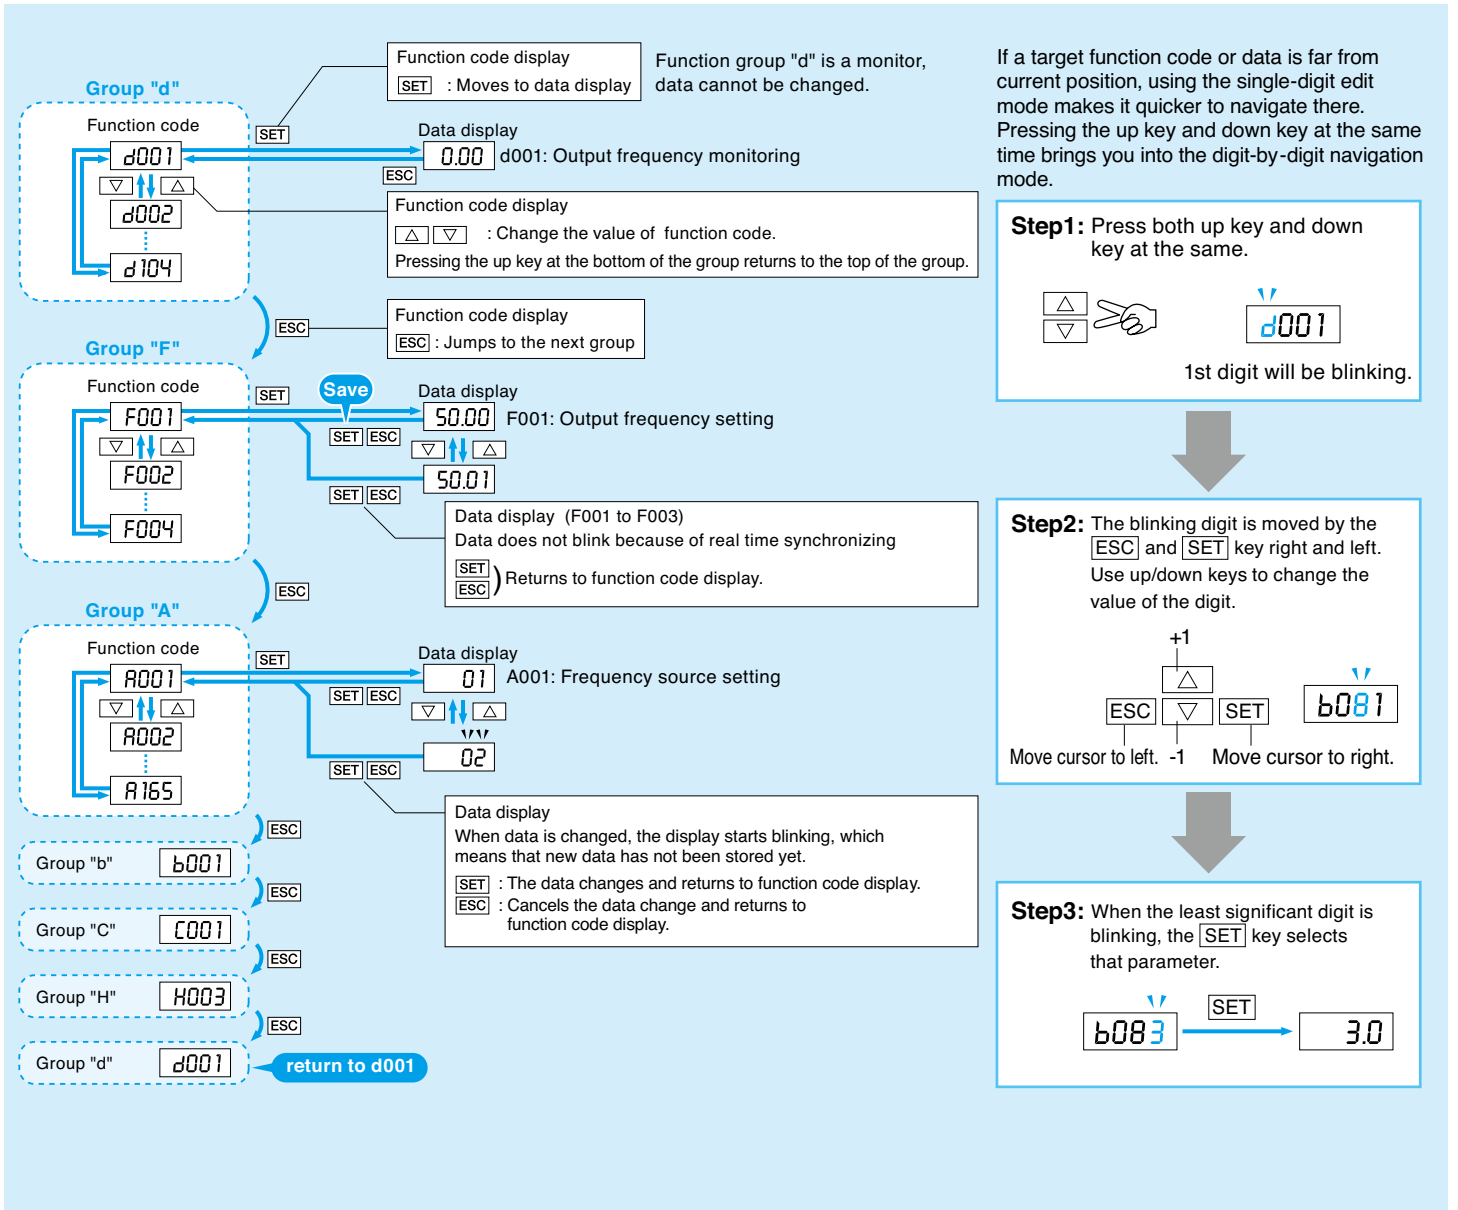 Function code display
SET : Moves to data display
Function group "d" is a monitor,
data cannot be changed.
Group "d"
Function code
SET
Data display
d001
0.00 d001: Output frequency monitoring
ESC
d002
Function code display
: Change the value of function code.
Pressing the up key at the bottom of the group returns to the top of the group.
d104
ESC
Function code display
ESC : Jumps to the next group
Group "F"
Function code
SET
Save
Data display
F001
50.00 F001: Output frequency setting
SET ESC
F002
50.01
SET ESC
F004
Data display (F001 to F003)
Data does not blink because of real time synchronizing
SET
ESC
) Returns to function code display.
ESC
Group "A"
Function code
SET
Data display
A001
01 A001: Frequency source setting
SET ESC
A002
02
SET ESC
A165
Data display
When data is changed, the display starts blinking, which
means that new data has not been stored yet.
SET : The data changes and returns to function code display.
ESC : Cancels the data change and returns to
function code display.
ESC
Group "b" b001
ESC
Group "C" C001
ESC
Group "H" H003
ESC
Group "d" d001 return to d001
If a target function code or data is far from
current position, using the single-digit edit
mode makes it quicker to navigate there.
Pressing the up key and down key at the same
time brings you into the digit-by-digit navigation
mode.
Step1: Press both up key and down
key at the same.
d001
1st digit will be blinking.
Step2: The blinking digit is moved by the
ESC and SET key right and left.
Use up/down keys to change the
value of the digit.
+1
ESC SET b081
Move cursor to left. -1 Move cursor to right.
Step3: When the least significant digit is
blinking, the SET key selects
that parameter.
b083 SET 3.0